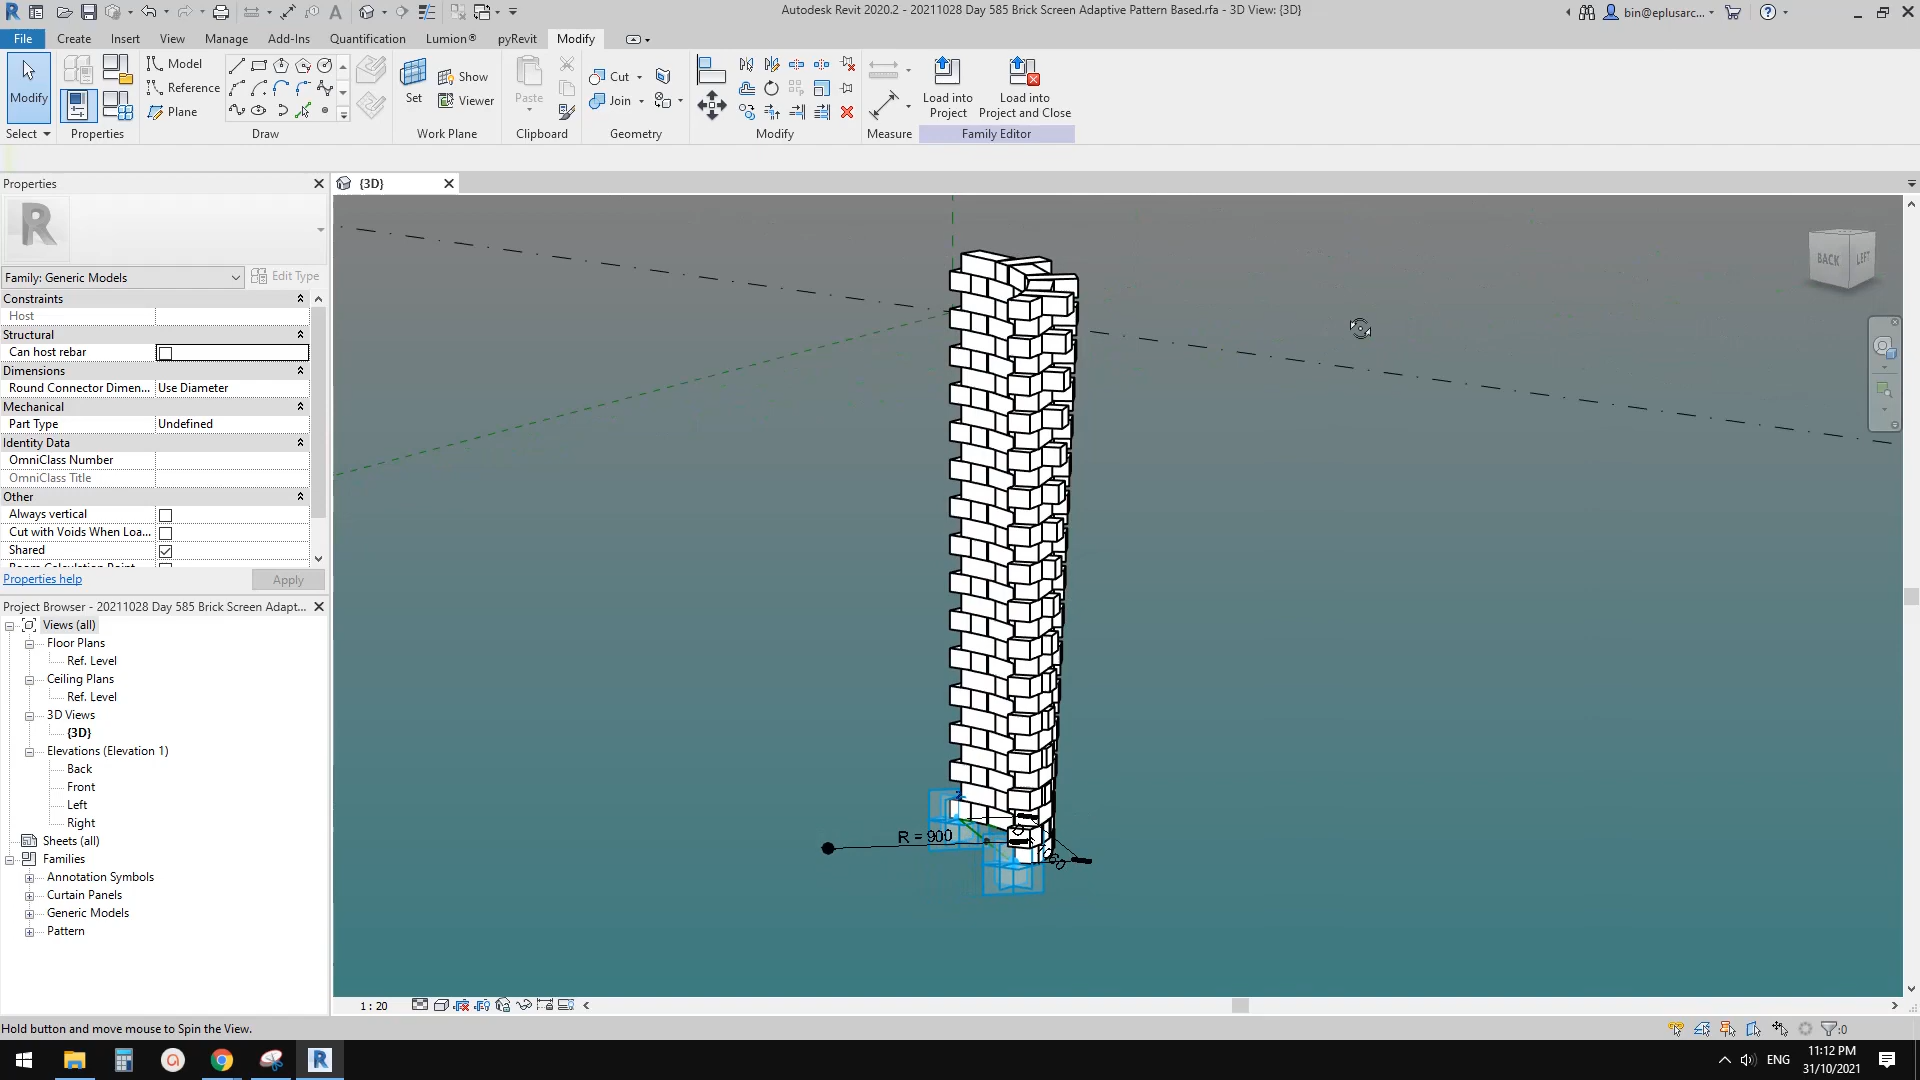 Autodesk Revit 2020.2 - 20211028 Day 585 Brick Screen Adaptive Pattern Based.rfa - 3D View: {3D}
bin@eplusarc...
File Create Insert View Manage Add-Ins Quantification Lumion® pyRevit Modify
Modify
Select
Properties
Model
Reference
Plane
Draw
Set
Show
Viewer
Work Plane
Paste
Clipboard
Cut
Join
Geometry
Modify
Measure
Load into
Project
Load into
Project and Close
Family Editor
Properties
{3D}
Family: Generic Models
Edit Type
Constraints
Host
Structural
Can host rebar
Dimensions
Round Connector Dimen... Use Diameter
Mechanical
Part Type Undefined
Identity Data
OmniClass Number
OmniClass Title
Other
Always vertical
Cut with Voids When Loa...
Shared
Properties help
Apply
Project Browser - 20211028 Day 585 Brick Screen Adapt...
Views (all)
Floor Plans
Ref. Level
Ceiling Plans
Ref. Level
3D Views
{3D}
Elevations (Elevation 1)
Back
Front
Left
Right
Sheets (all)
Families
Annotation Symbols
Curtain Panels
Generic Models
Pattern
BACK LEFT
R = 900
1 : 20
Hold button and move mouse to Spin the View.
:0
ENG
11:12 PM
31/10/2021